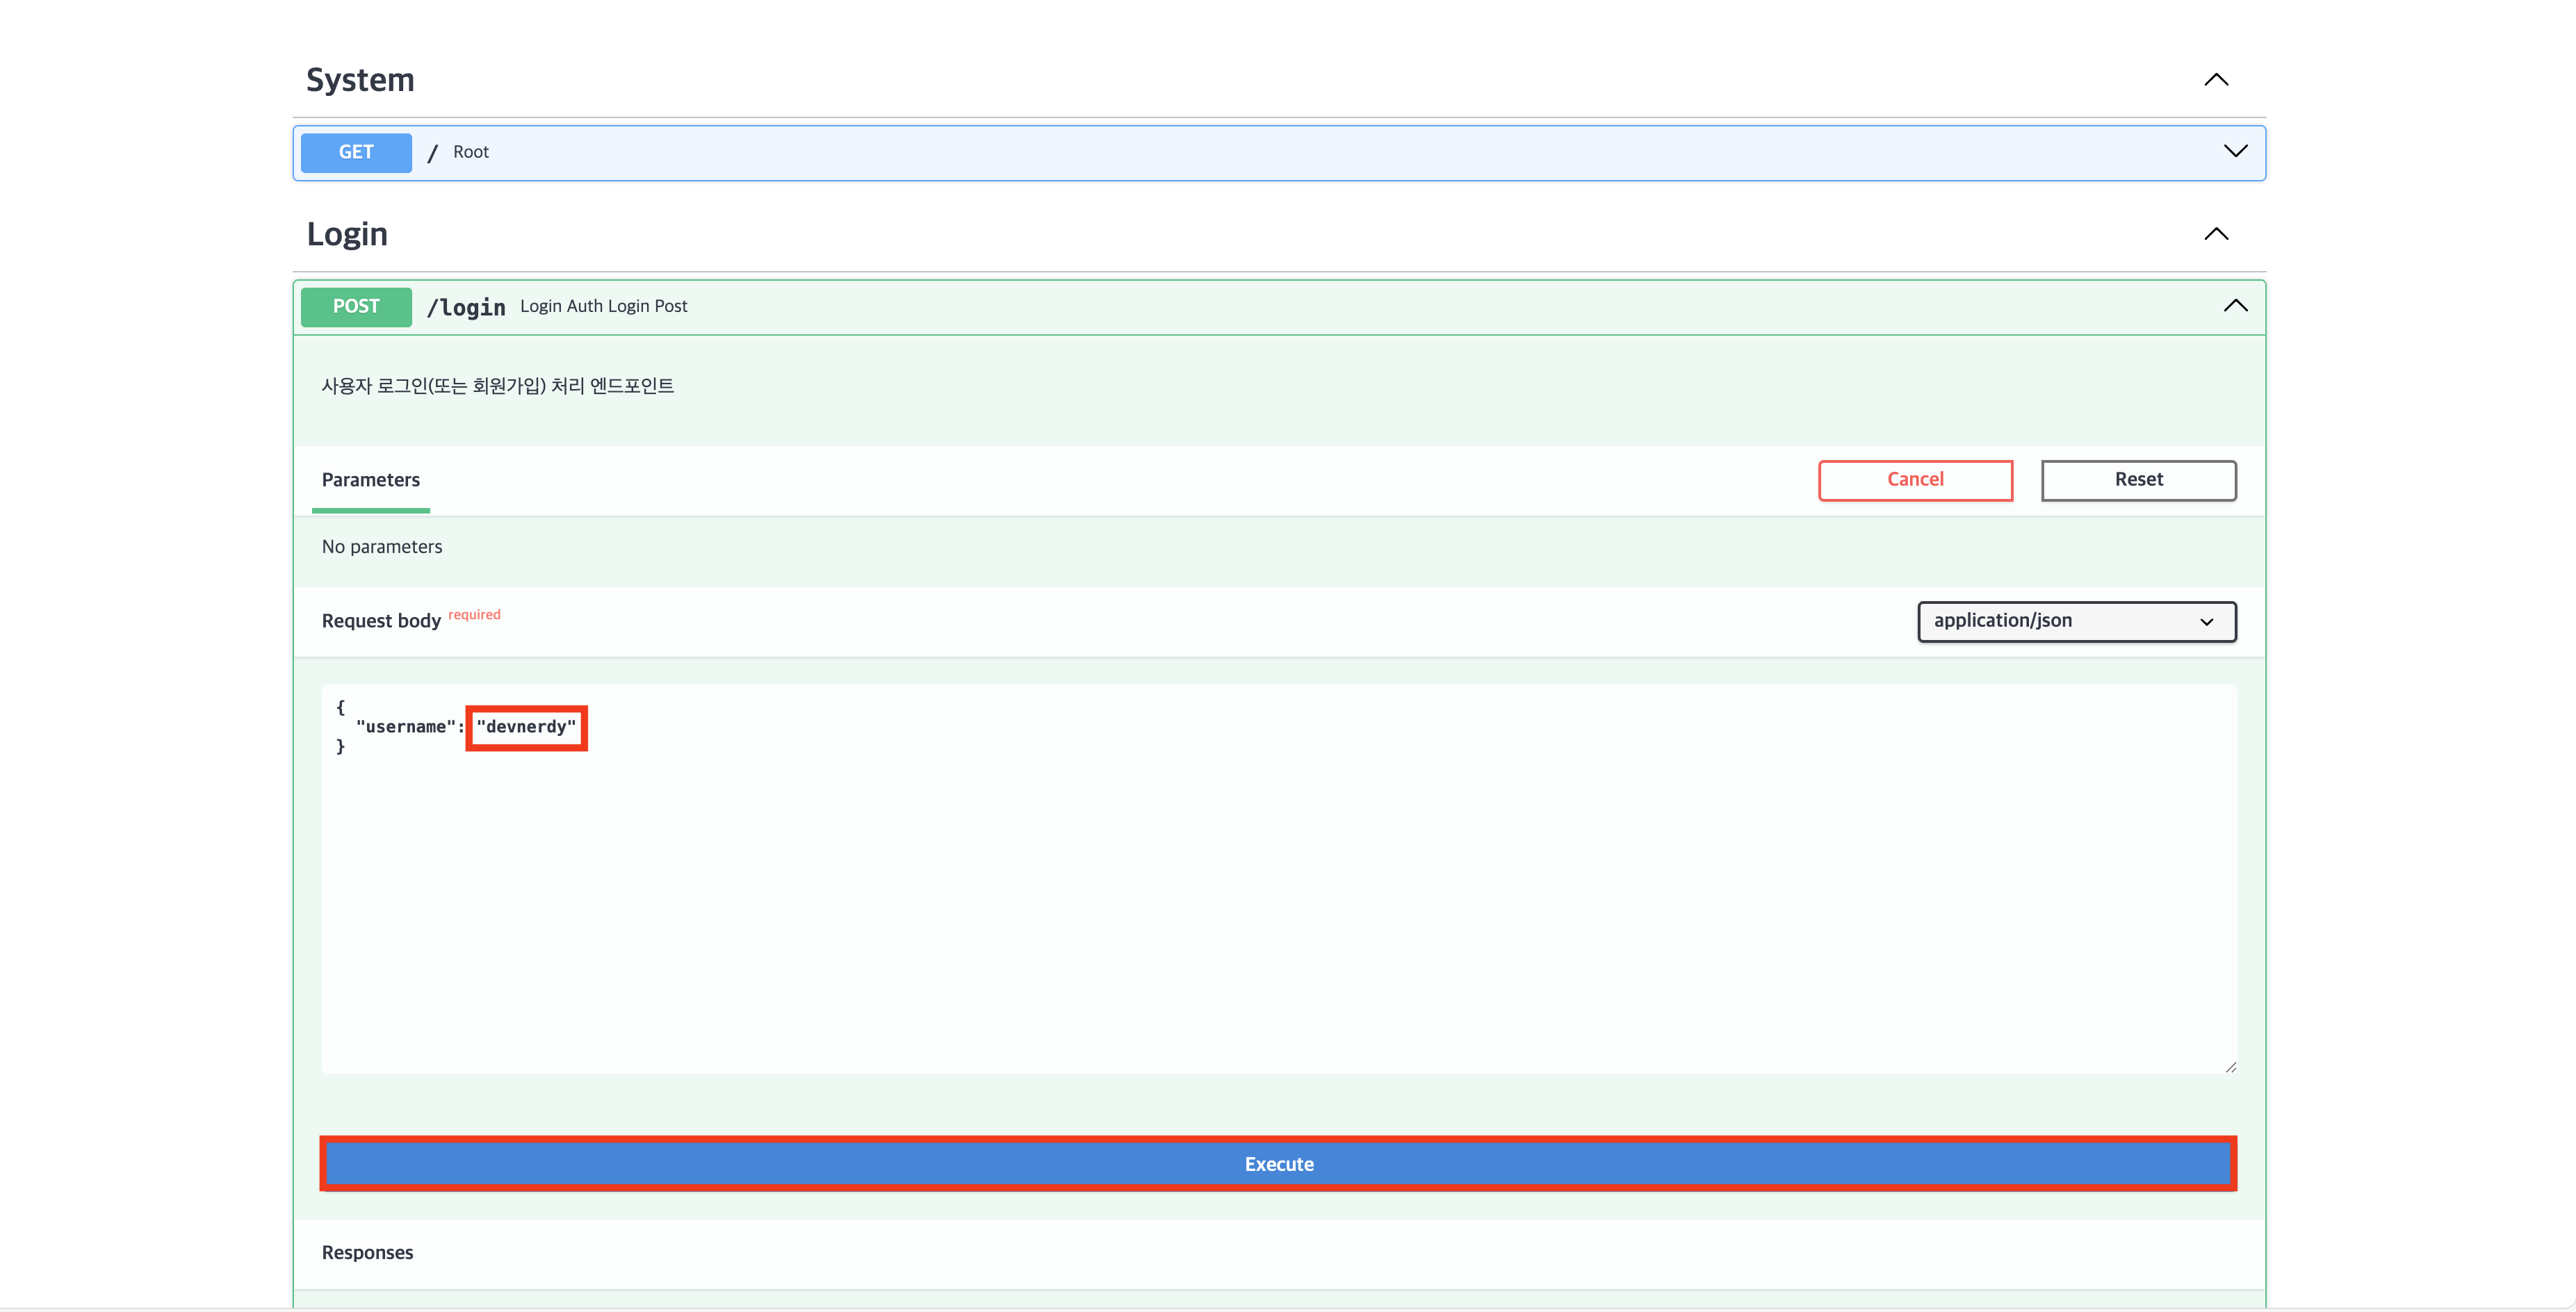 System
GET / Root
Login
POST /login Login Auth Login Post
사용자 로그인(또는 회원가입) 처리 엔드포인트
Parameters Cancel Reset
No parameters
Request body required application/json
{
"username": "devnerdy"
}
Execute
Responses